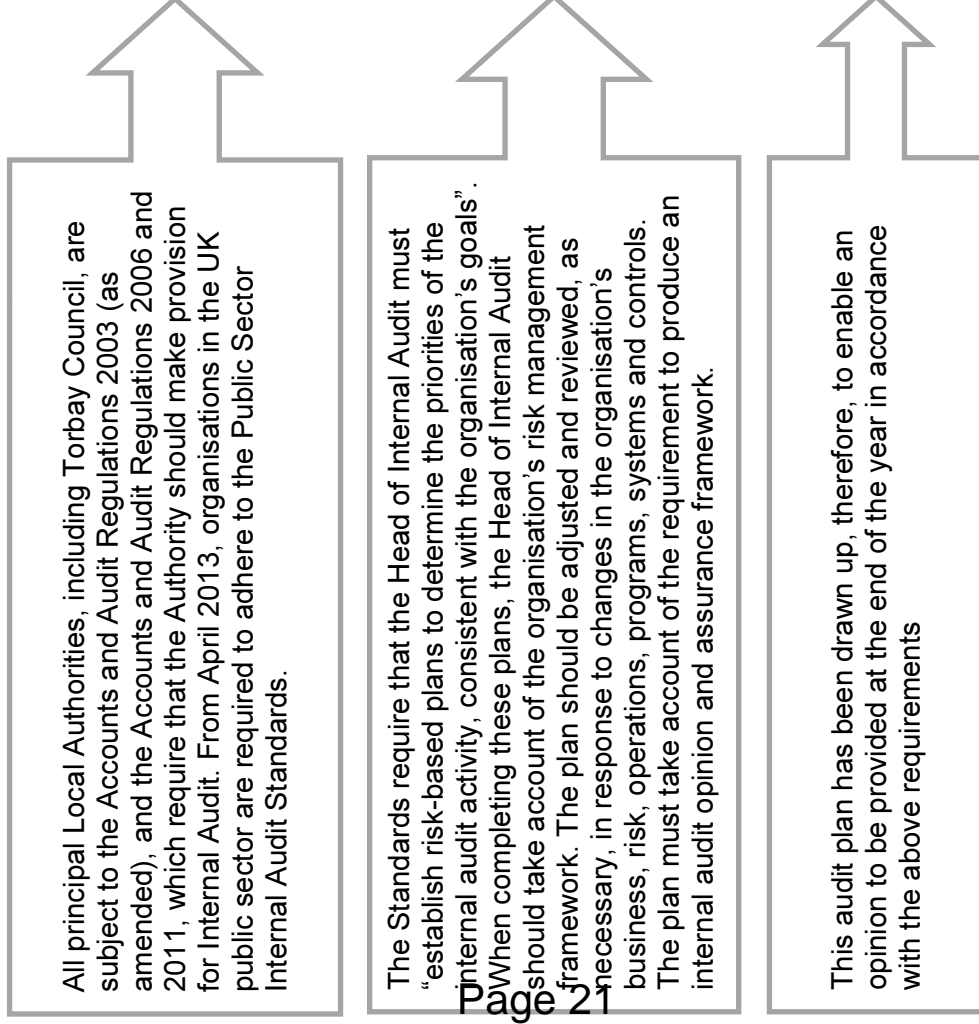 All principal Local Authorities, including Torbay Council, are
subject to the Accounts and Audit Regulations 2003 (as
amended), and the Accounts and Audit Regulations 2006 and
2011, which require that the Authority should make provision
for Internal Audit. From April 2013, organisations in the UK
public sector are required to adhere to the Public Sector
Internal Audit Standards.
The Standards require that the Head of Internal Audit must
“establish risk-based plans to determine the priorities of the
internal audit activity, consistent with the organisation’s goals”.
When completing these plans, the Head of Internal Audit
should take account of the organisation’s risk management
framework. The plan should be adjusted and reviewed, as
necessary, in response to changes in the organisation’s
business, risk, operations, programs, systems and controls.
The plan must take account of the requirement to produce an
internal audit opinion and assurance framework.
This audit plan has been drawn up, therefore, to enable an
opinion to be provided at the end of the year in accordance
with the above requirements
Page 21